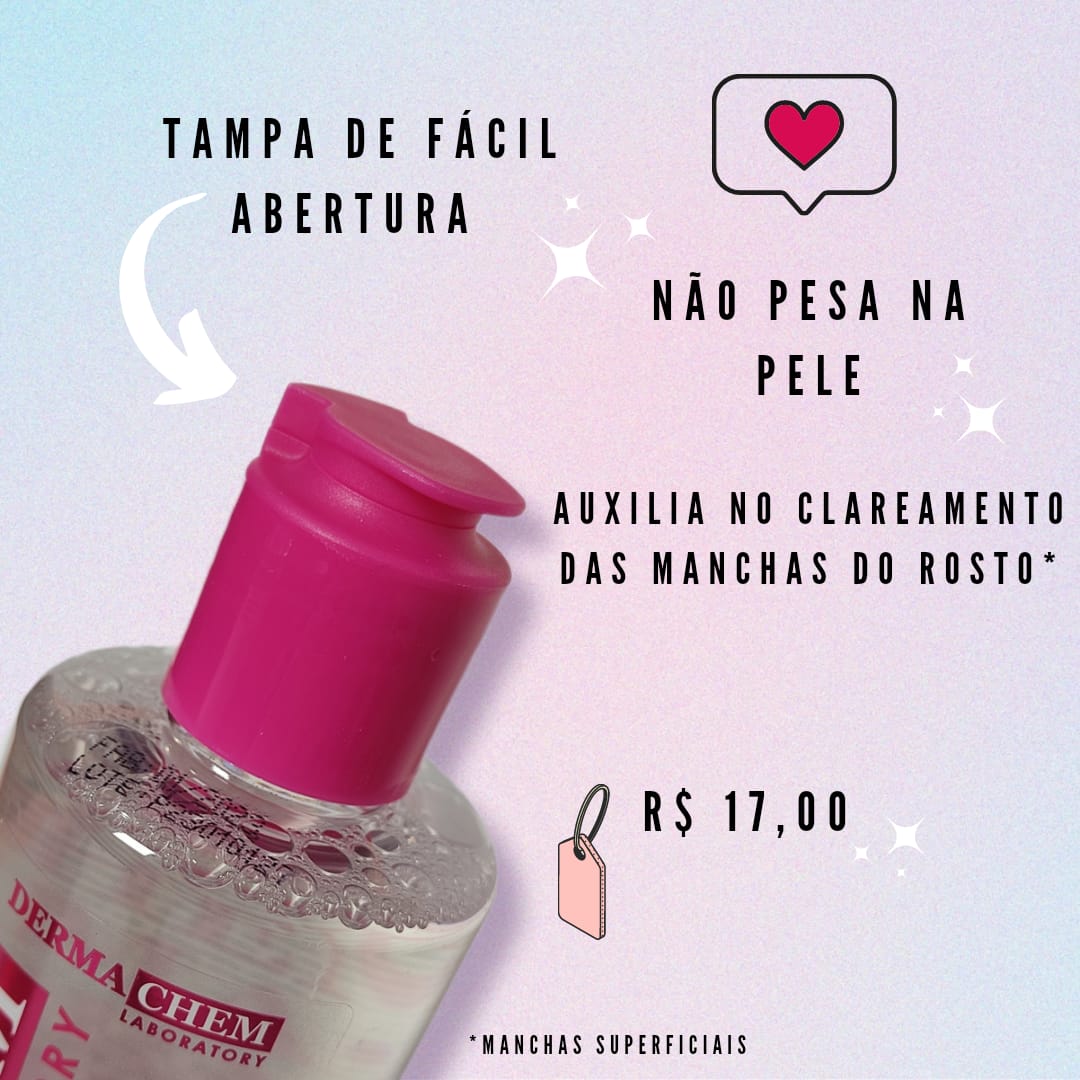 TAMPA DE FÁCIL
ABERTURA
NÃO PESA NA
PELE
AUXILIA NO CLAREAMENTO
DAS MANCHAS DO ROSTO*
R$ 17,00
LOTE
DERMA CHEM
LABORATORY
*MANCHAS SUPERFICIAIS